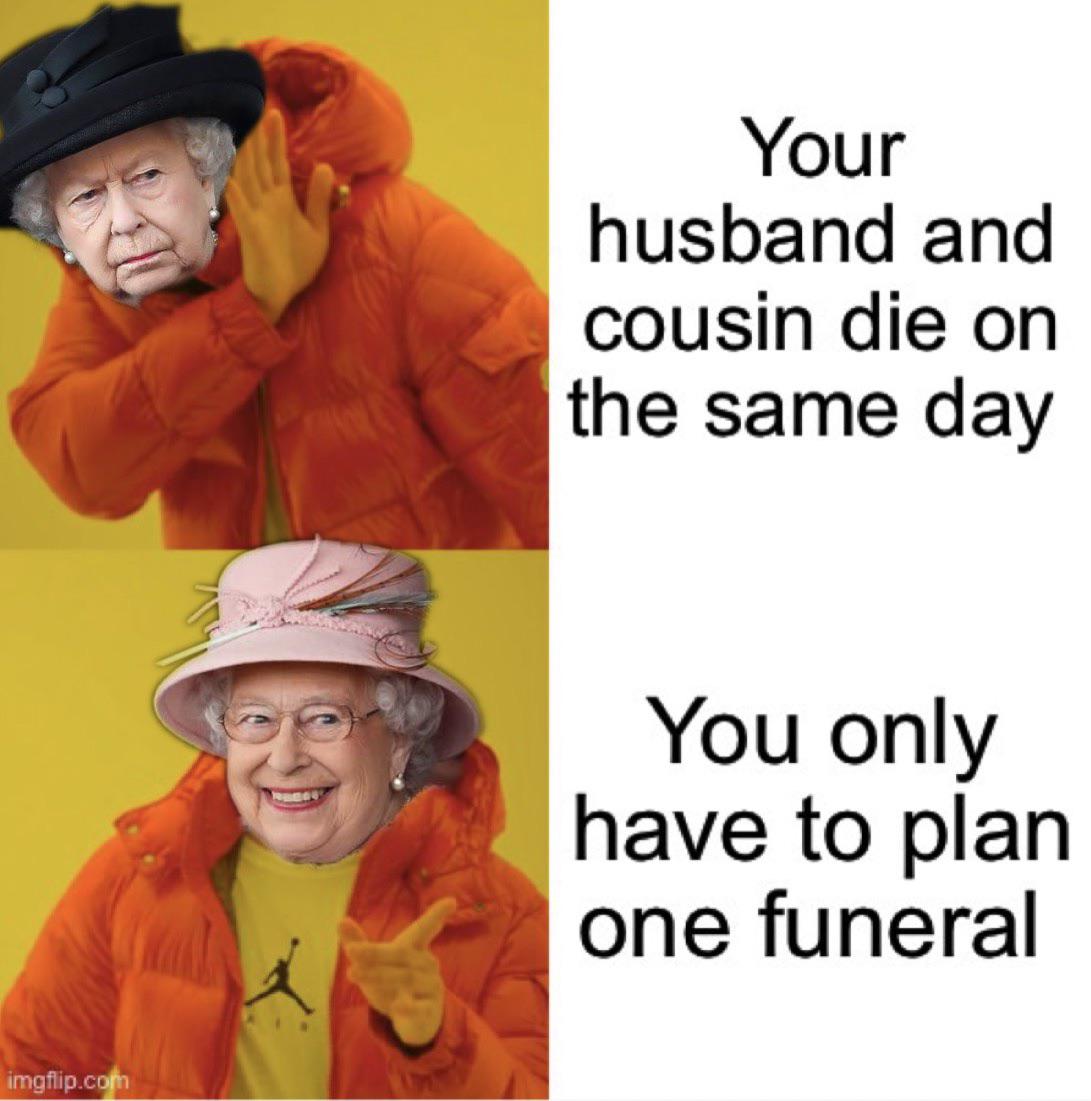 Your
husband and
cousin die on
the same day
You only
have to plan
one funeral
imgflip.com